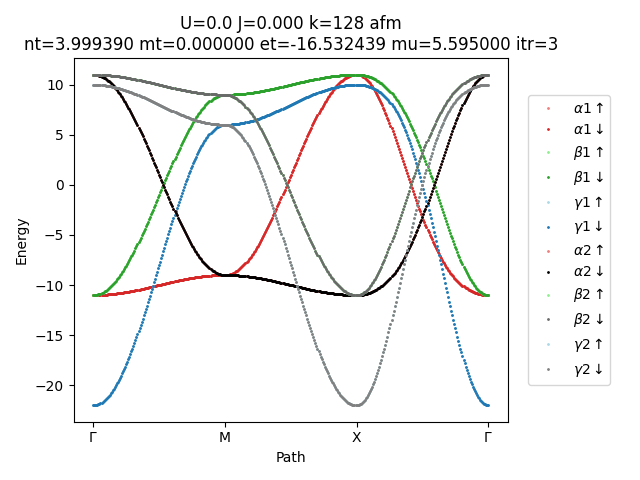 U=0.0 J=0.000 k=128 afm
nt=3.999390 mt=0.000000 et=-16.532439 mu=5.595000 itr=3
Energy
10
5
0
−5
−10
−15
−20
Γ
M
X
Γ
Path
α1↑
α1↓
β1↑
β1↓
γ1↑
γ1↓
α2↑
α2↓
β2↑
β2↓
γ2↑
γ2↓